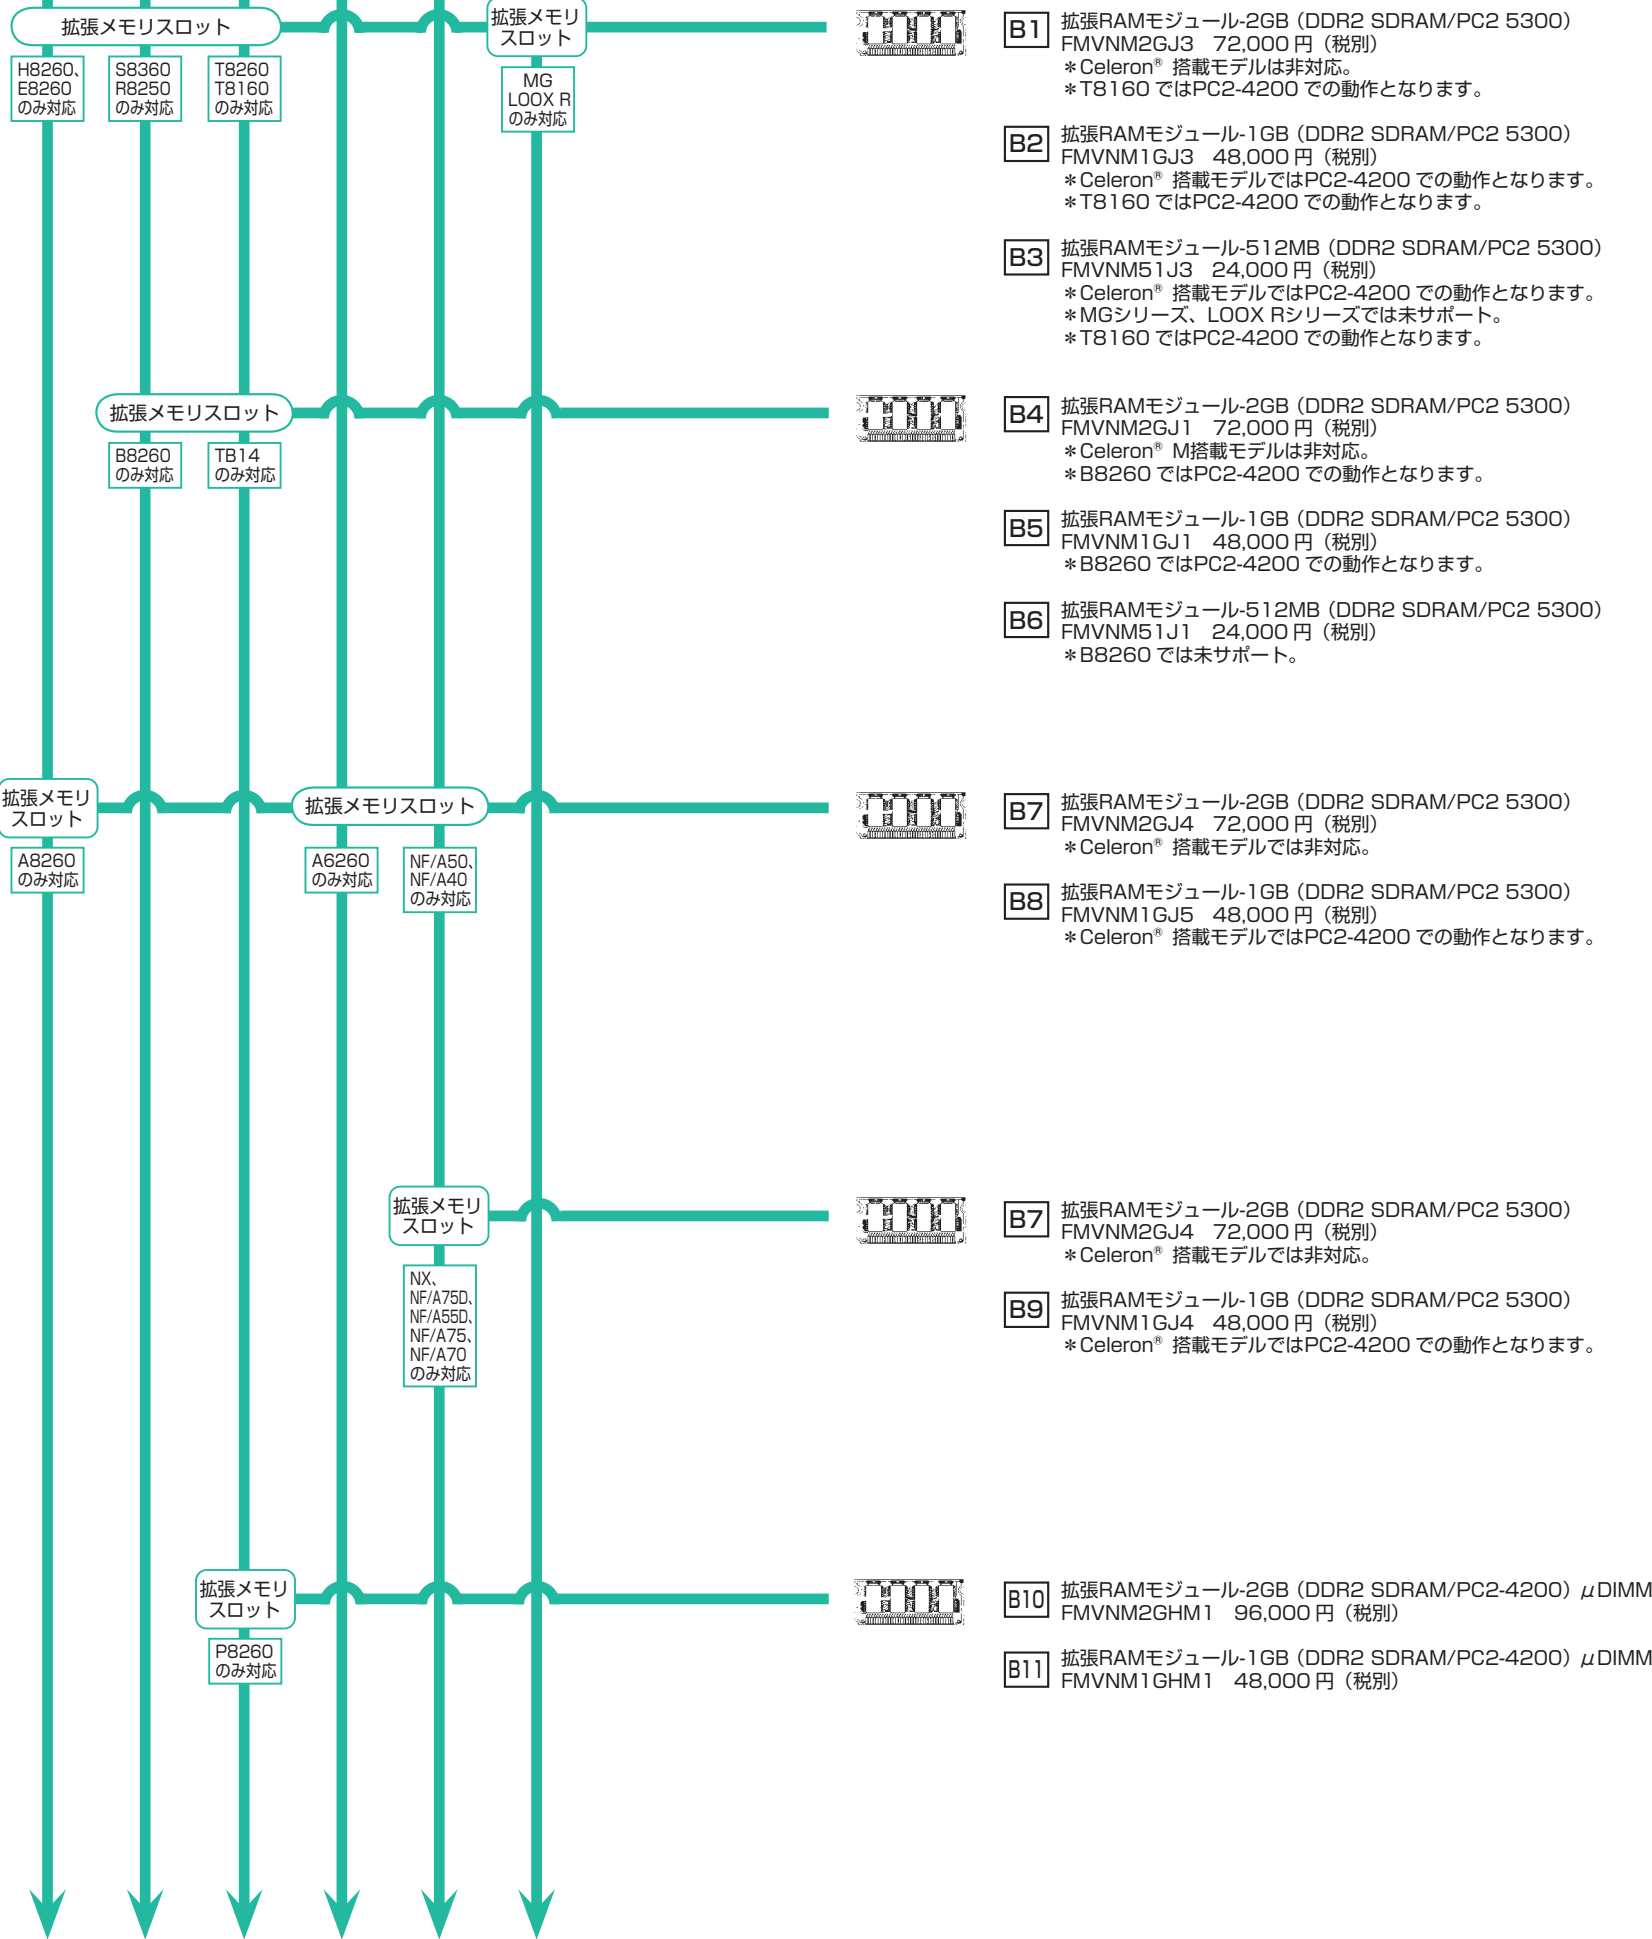 拡張メモリスロット
拡張メモリ
スロット
H8260、
E8260
のみ対応
S8360
R8250
のみ対応
T8260
T8160
のみ対応
MG
LOOX R
のみ対応
B1 拡張RAMモジュール-2GB（DDR2 SDRAM/PC2 5300）
FMVNM2GJ3 72,000円（税別）
＊Celeron® 搭載モデルは非対応。
＊T8160ではPC2-4200での動作となります。
B2 拡張RAMモジュール-1GB（DDR2 SDRAM/PC2 5300）
FMVNM1GJ3 48,000円（税別）
＊Celeron® 搭載モデルではPC2-4200での動作となります。
＊T8160ではPC2-4200での動作となります。
B3 拡張RAMモジュール-512MB（DDR2 SDRAM/PC2 5300）
FMVNM51J3 24,000円（税別）
＊Celeron® 搭載モデルではPC2-4200での動作となります。
＊MGシリーズ、LOOX Rシリーズでは未サポート。
＊T8160ではPC2-4200での動作となります。
拡張メモリスロット
B8260
のみ対応
TB14
のみ対応
B4 拡張RAMモジュール-2GB（DDR2 SDRAM/PC2 5300）
FMVNM2GJ1 72,000円（税別）
＊Celeron® M搭載モデルは非対応。
＊B8260ではPC2-4200での動作となります。
B5 拡張RAMモジュール-1GB（DDR2 SDRAM/PC2 5300）
FMVNM1GJ1 48,000円（税別）
＊B8260ではPC2-4200での動作となります。
B6 拡張RAMモジュール-512MB（DDR2 SDRAM/PC2 5300）
FMVNM51J1 24,000円（税別）
＊B8260では未サポート。
拡張メモリ
スロット
拡張メモリスロット
A8260
のみ対応
A6260
のみ対応
NF/A50、
NF/A40
のみ対応
B7 拡張RAMモジュール-2GB（DDR2 SDRAM/PC2 5300）
FMVNM2GJ4 72,000円（税別）
＊Celeron® 搭載モデルでは非対応。
B8 拡張RAMモジュール-1GB（DDR2 SDRAM/PC2 5300）
FMVNM1GJ5 48,000円（税別）
＊Celeron® 搭載モデルではPC2-4200での動作となります。
拡張メモリ
スロット
NX、
NF/A75D、
NF/A55D、
NF/A75、
NF/A70
のみ対応
B7 拡張RAMモジュール-2GB（DDR2 SDRAM/PC2 5300）
FMVNM2GJ4 72,000円（税別）
＊Celeron® 搭載モデルでは非対応。
B9 拡張RAMモジュール-1GB（DDR2 SDRAM/PC2 5300）
FMVNM1GJ4 48,000円（税別）
＊Celeron® 搭載モデルではPC2-4200での動作となります。
拡張メモリ
スロット
P8260
のみ対応
B10 拡張RAMモジュール-2GB（DDR2 SDRAM/PC2-4200）μDIMM
FMVNM2GHM1 96,000円（税別）
B11 拡張RAMモジュール-1GB（DDR2 SDRAM/PC2-4200）μDIMM
FMVNM1GHM1 48,000円（税別）